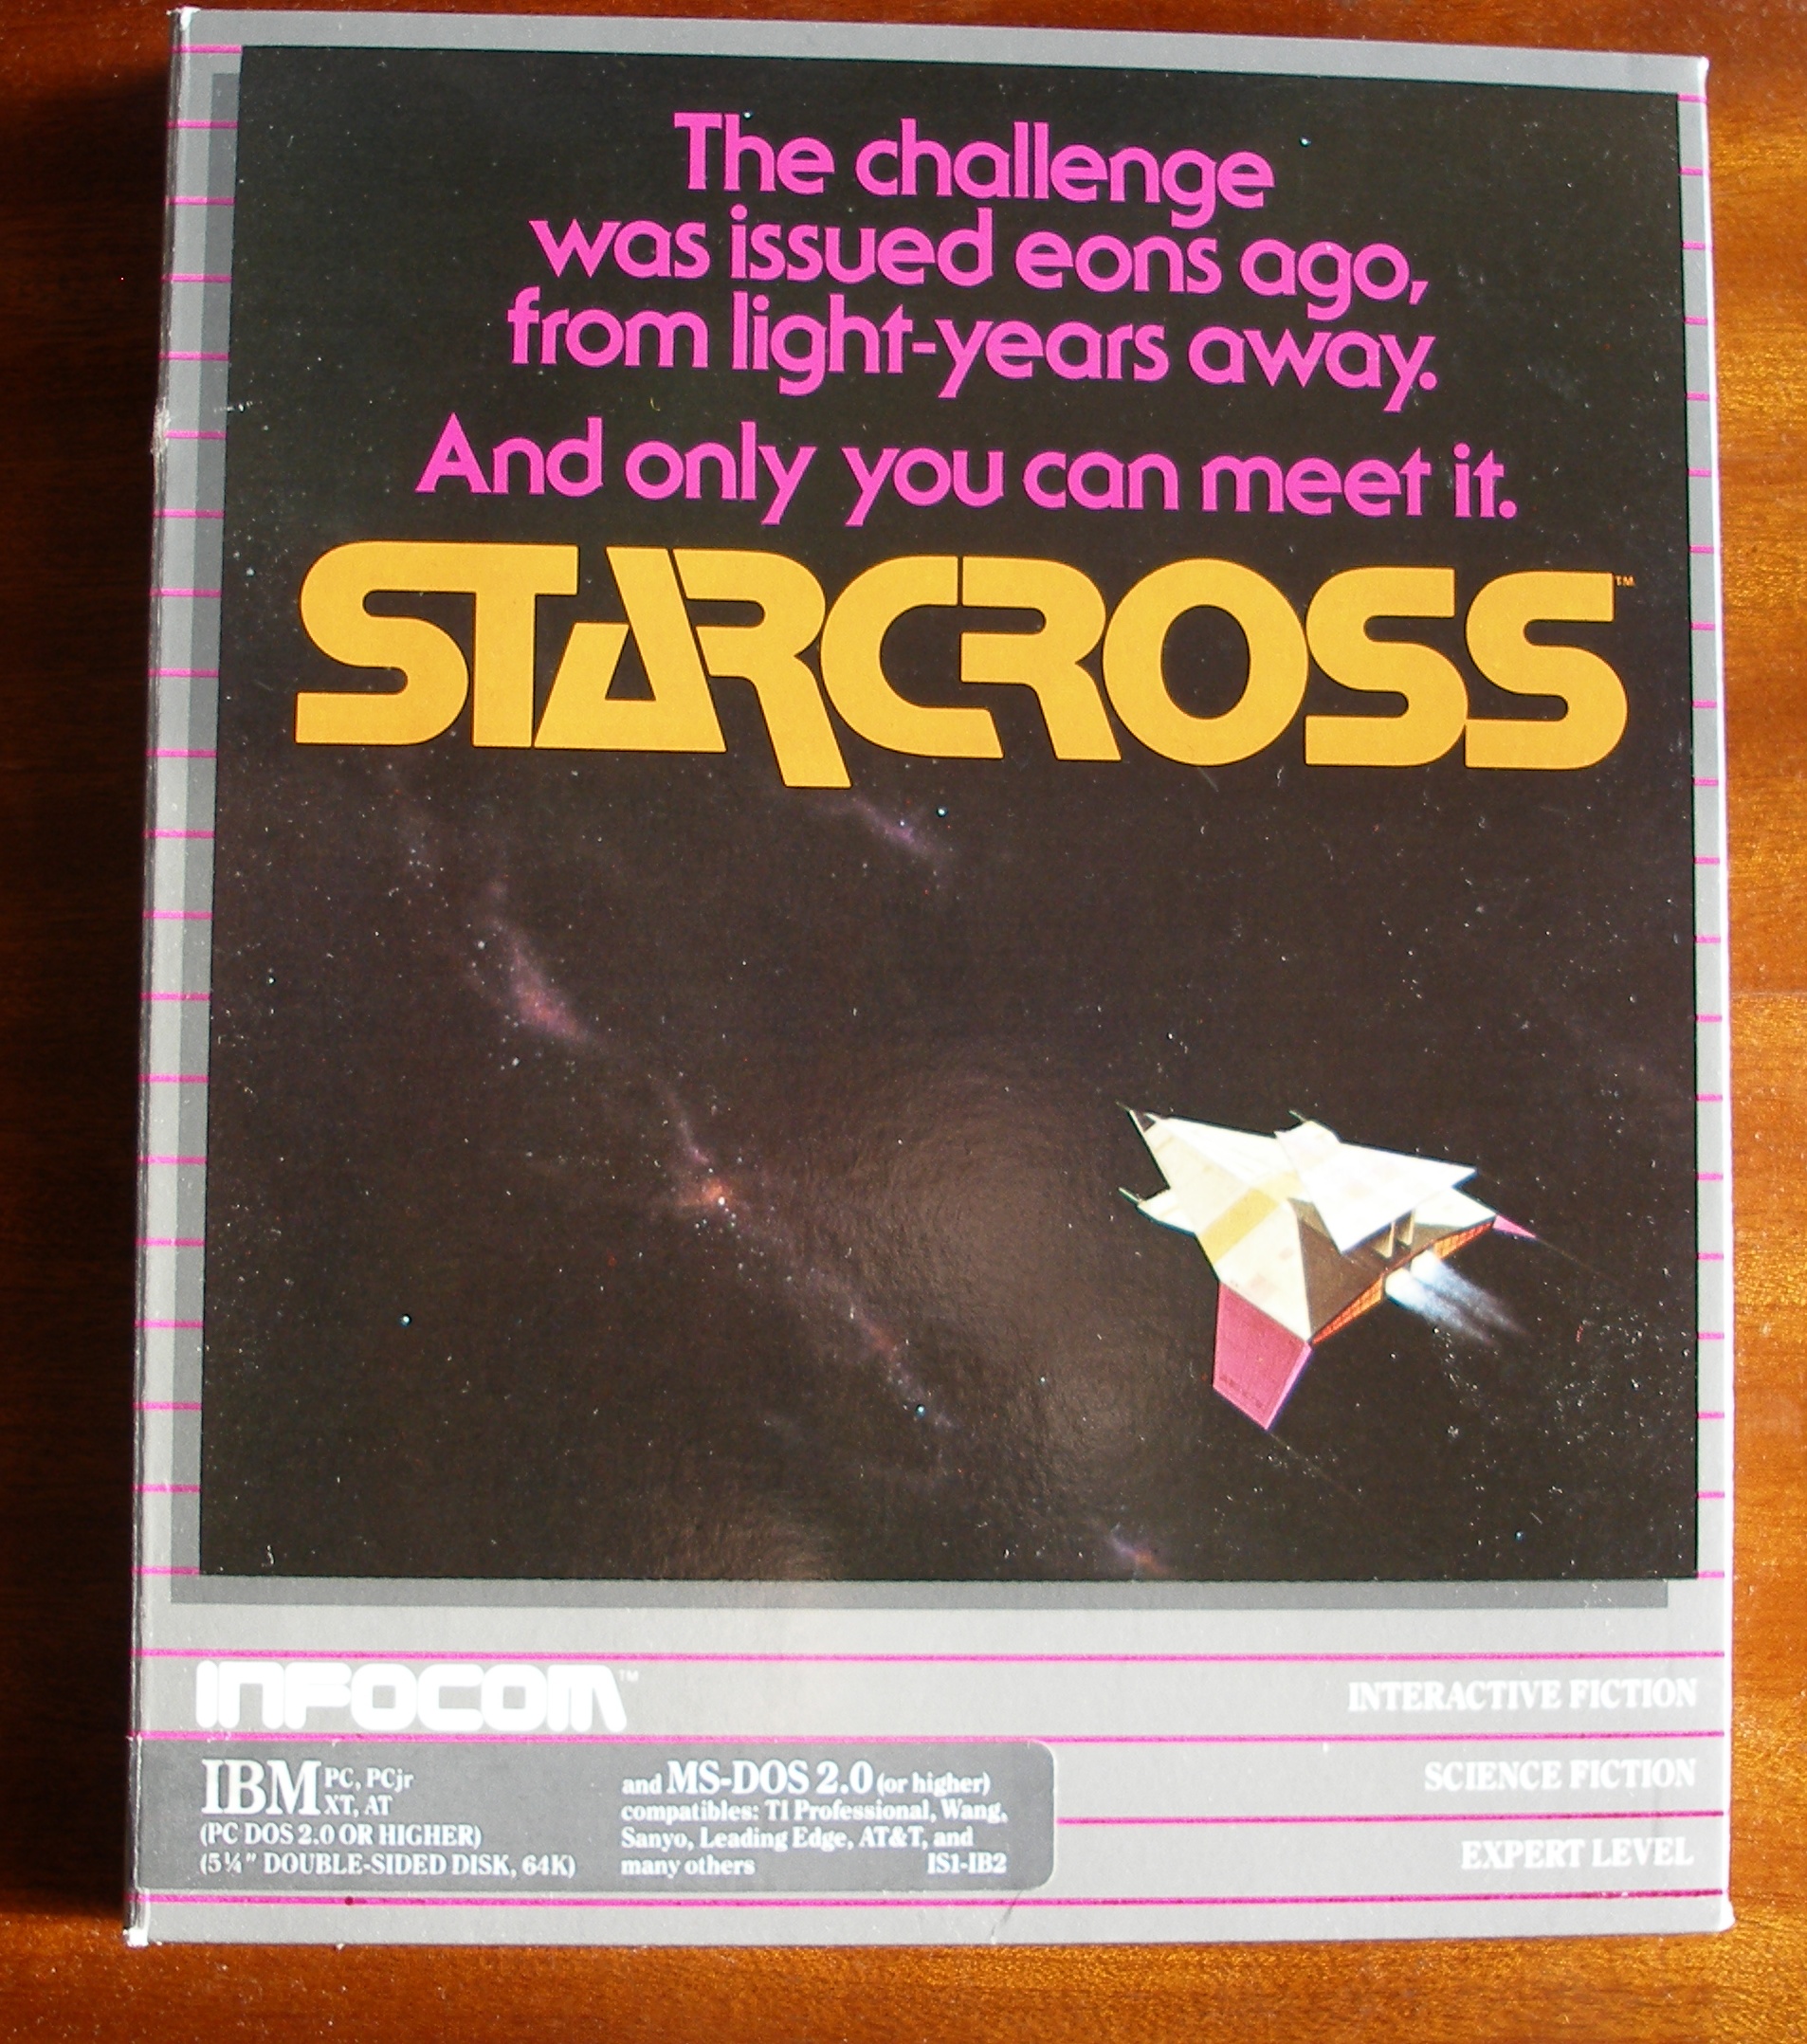 The challenge
was issued eons ago,
from light-years away.
And only you can meet it.
STARCROSS™
INFOCOM™
INTERACTIVE FICTION
SCIENCE FICTION
EXPERT LEVEL
IBM PC, PCjr
XT, AT
(PC DOS 2.0 OR HIGHER)
(5¼" DOUBLE-SIDED DISK, 64K)
and MS-DOS 2.0 (or higher)
compatibles: TI Professional, Wang,
Sanyo, Leading Edge, AT&T, and
many others IS1-IB2